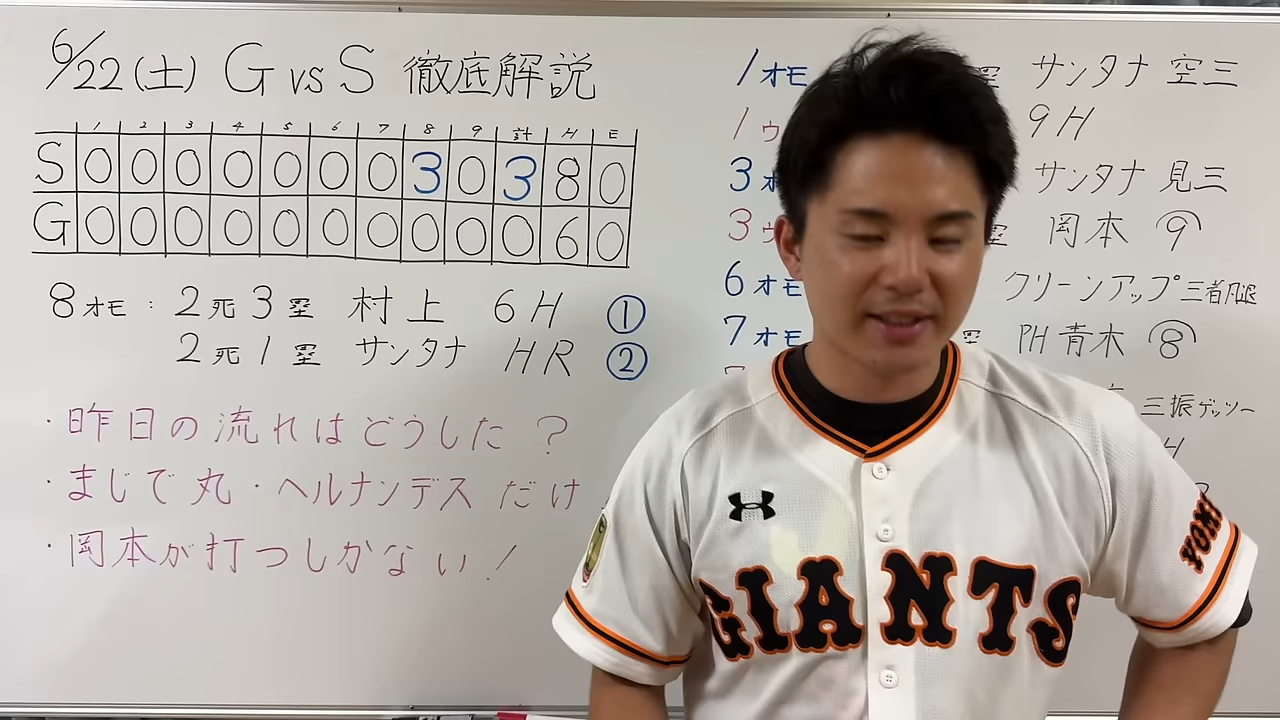 6/22(土) G vs S 徹底解説
1 2 3 4 5 6 7 8 9 計 H E
S 0 0 0 0 0 0 0 3 0 3 8 0
G 0 0 0 0 0 0 0 0 0 0 6 0
8オモ：2死3塁 村上 6H ①
2死1塁 サンタナ HR ②
・昨日の流れはどうした？
・まじで丸・ヘルナンデスだけ
・岡本が打つしかない！
1オモ 塁 サンタナ 空三
1ウ 9H
3オ サンタナ 見三
3ウ 塁 岡本 ⑨
6オモ クリーンアップ三者凡退
7オモ 塁 PH青木 ⑧
三振ゲッツー
H
GIANTS
YOMI